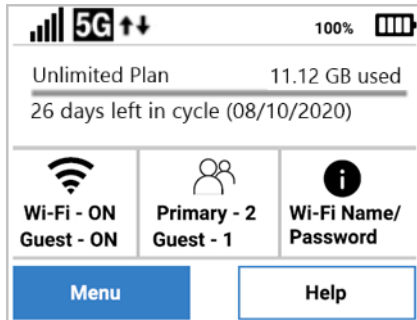 5G 100%
Unlimited Plan 11.12 GB used
26 days left in cycle (08/10/2020)
Wi-Fi - ON
Guest - ON
Primary - 2
Guest - 1
Wi-Fi Name/
Password
Menu Help